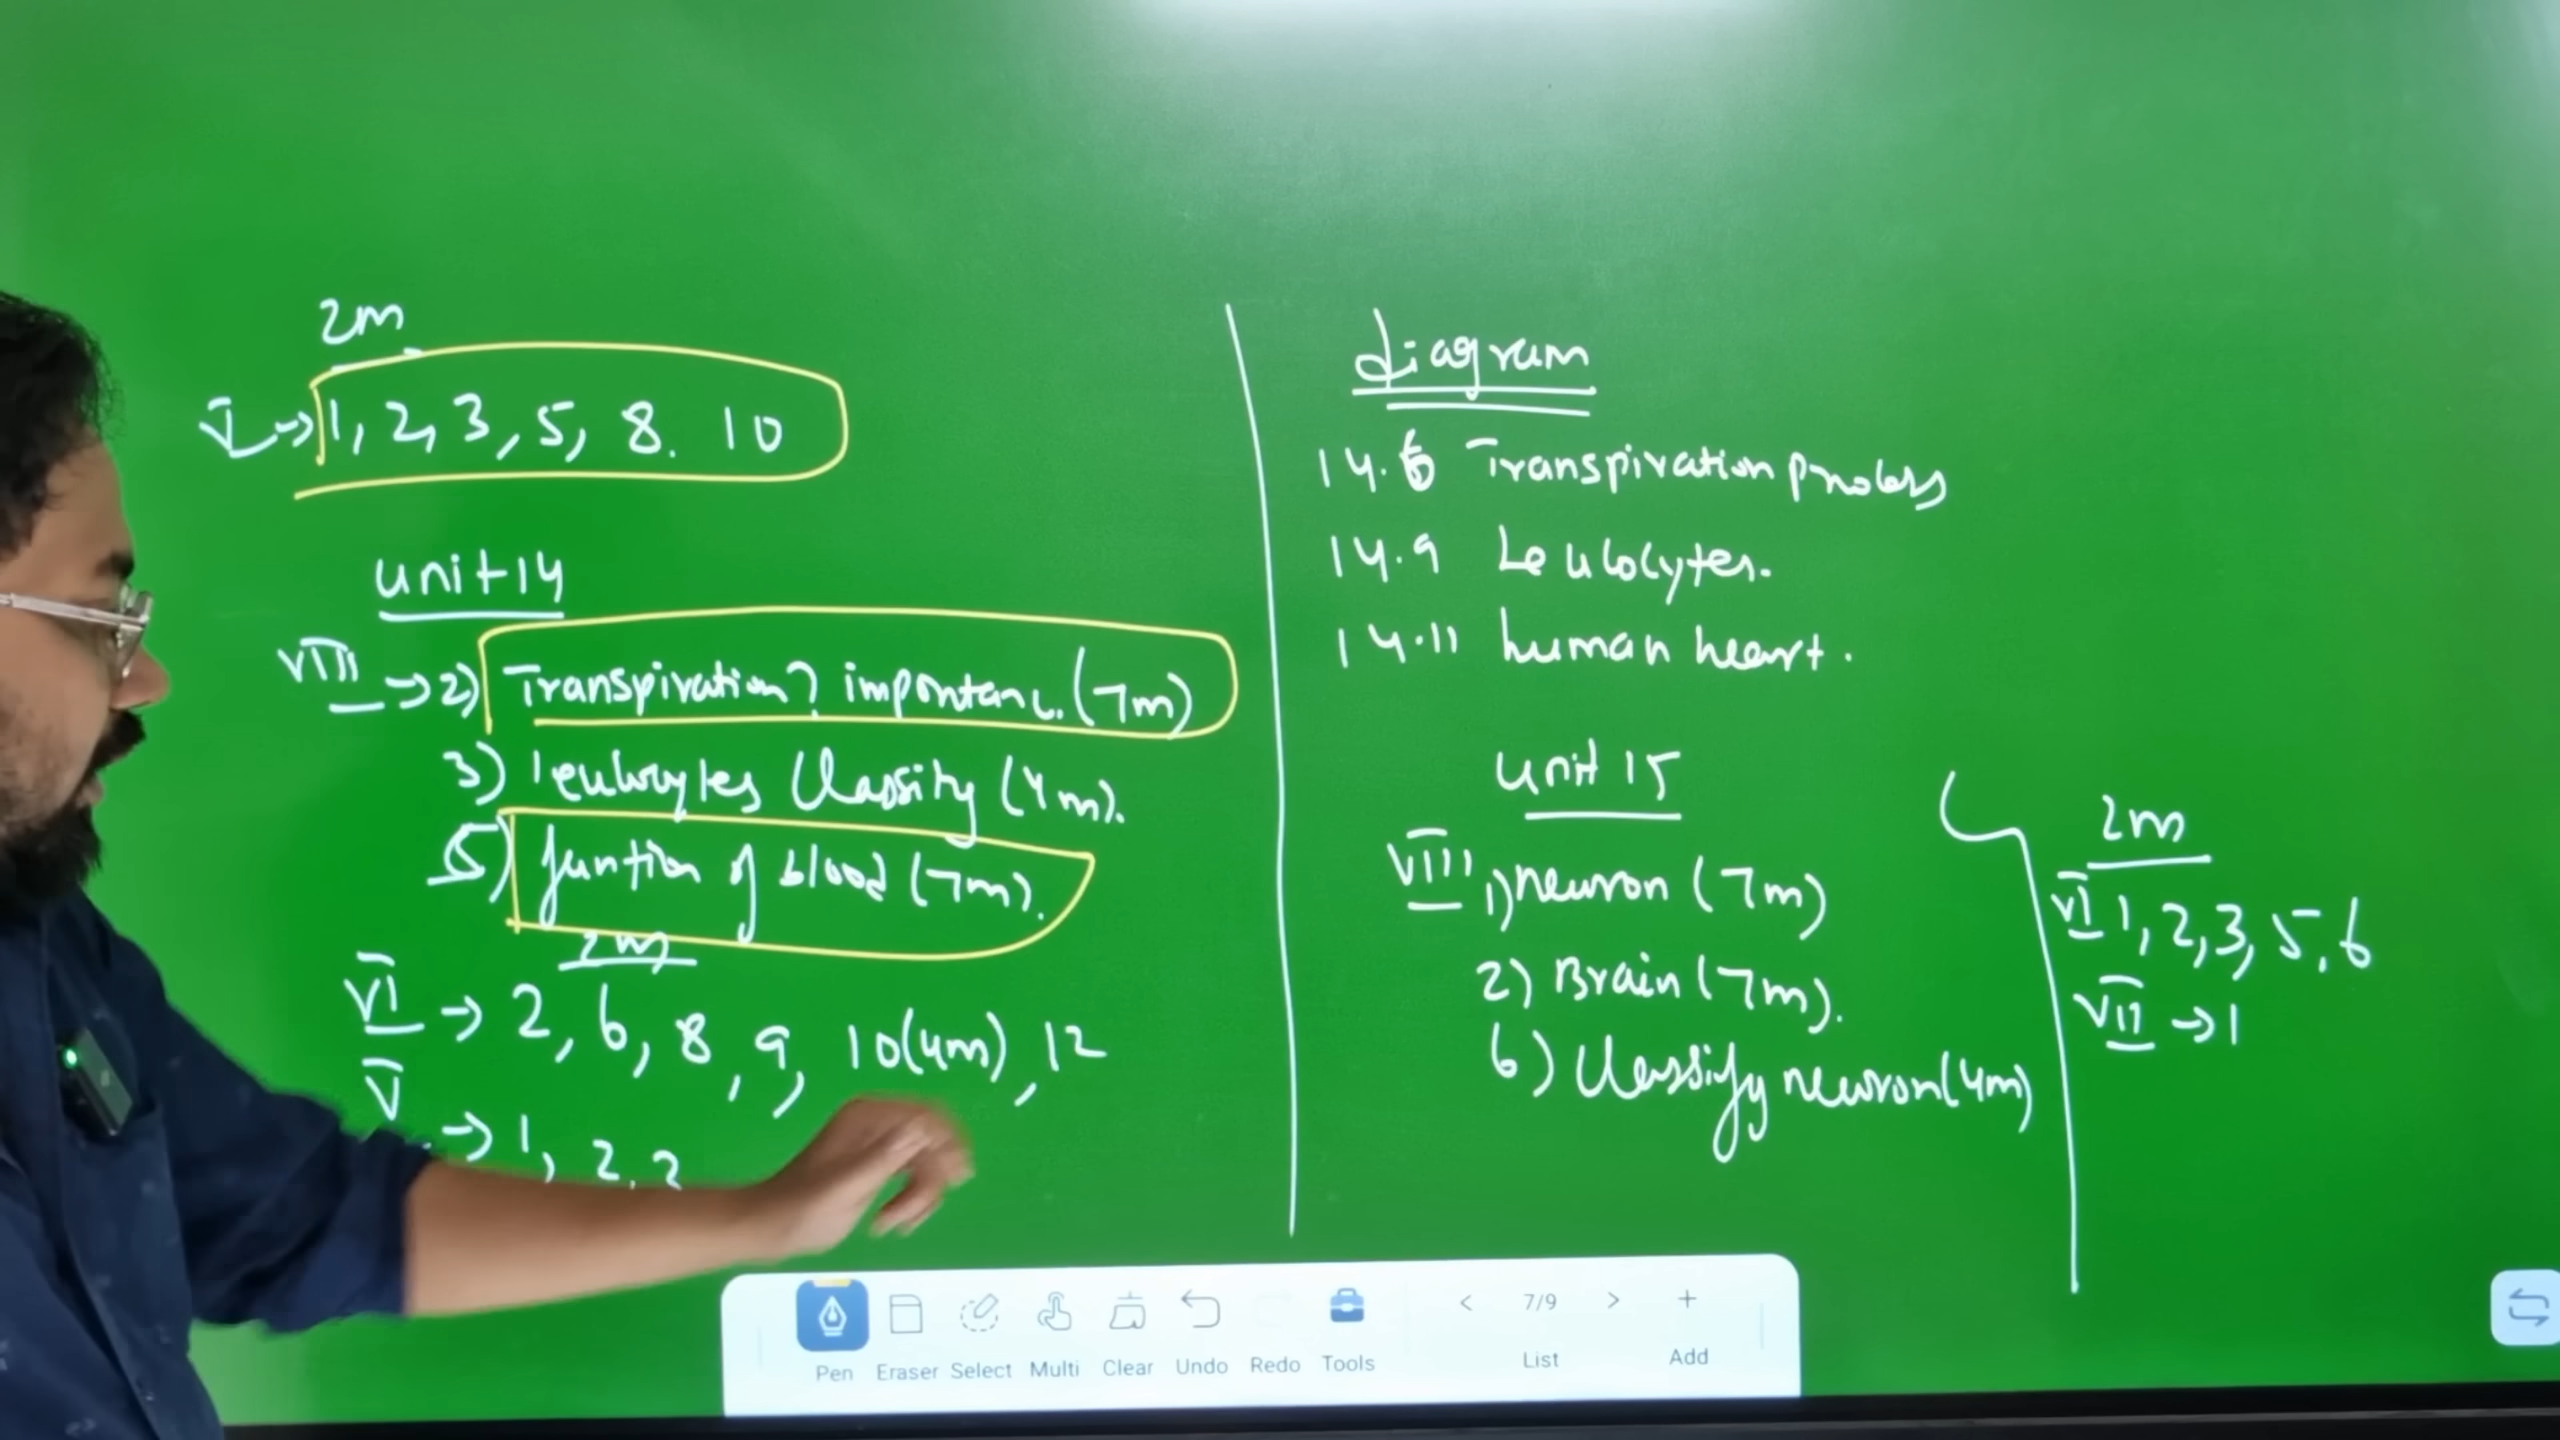 2m
V→ 1, 2, 3, 5, 8. 10
unit 14
VIII →2) Transpiration? importanc. (7m)
3) leukocytes classify (4m).
5) funtion of blood (7m).
2m
VI → 2, 6, 8, 9, 10(4m), 12
V
→ 1, 2, 2
diagram
14.6 Transpiration process
14.9 Leukocytes.
14.11 human heart.
unit 15
VIII 1) neuron (7m)
2) Brain (7m).
6) Classify neuron (4m)
2m
VI 1, 2, 3, 5, 6
VII →1
Pen Eraser Select Multi Clear Undo Redo Tools
< 7/9 > +
List Add